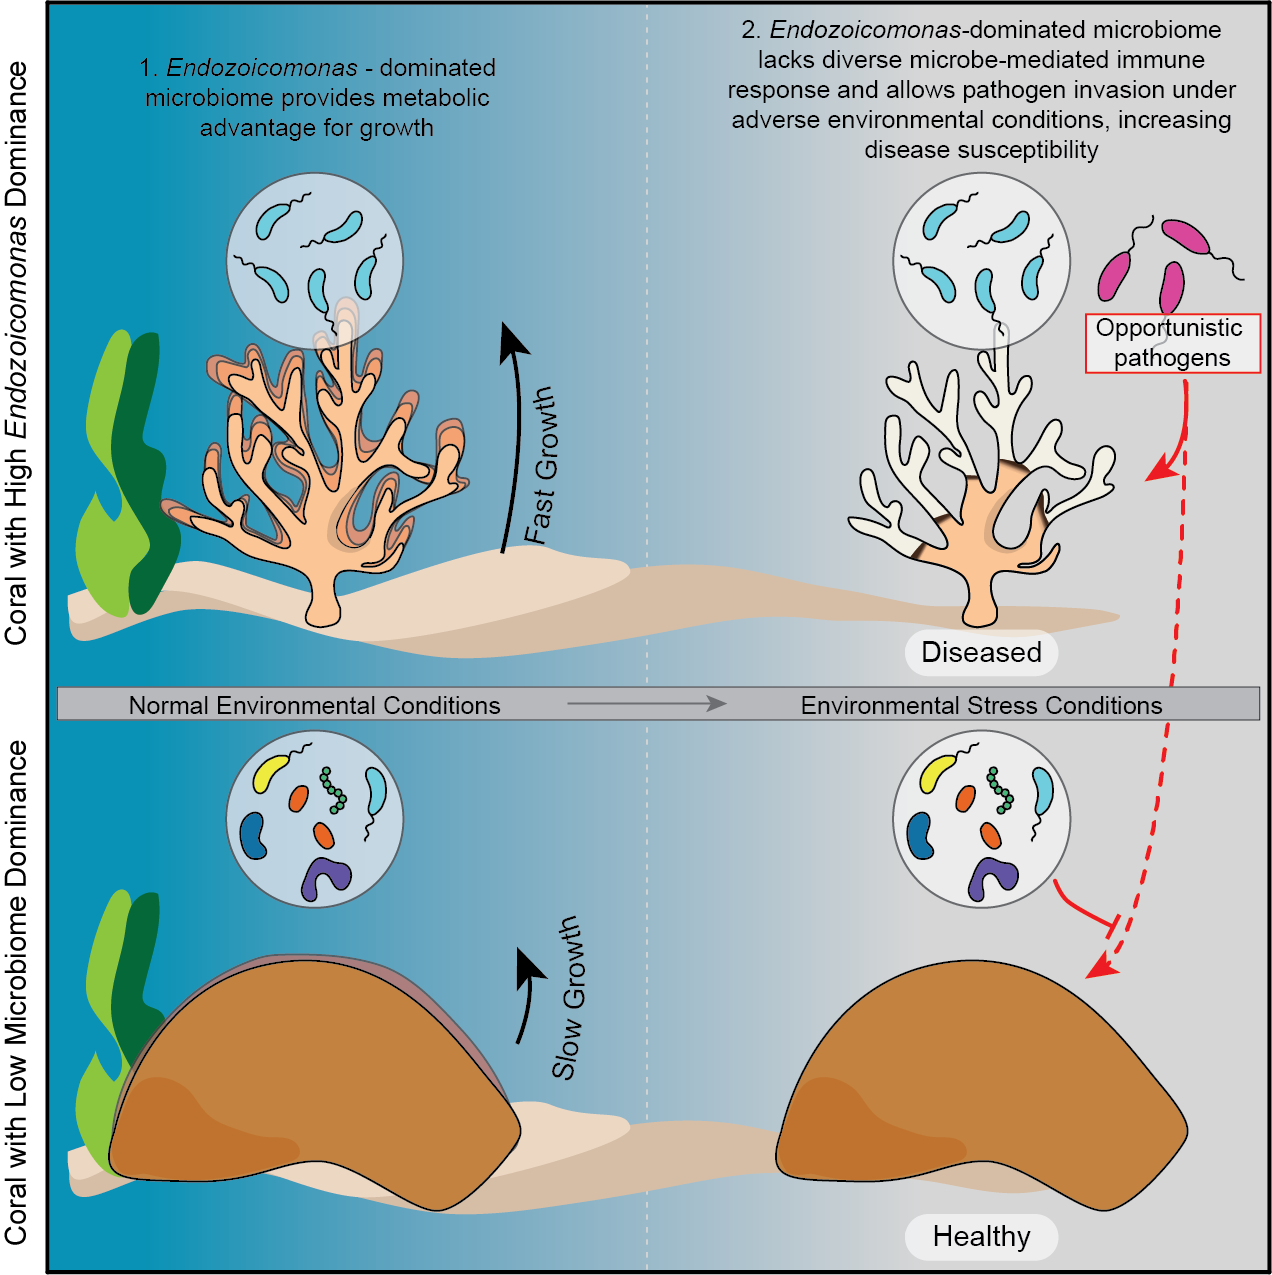 Coral with High Endozoicomonas Dominance
1. Endozoicomonas - dominated
microbiome provides metabolic
advantage for growth
2. Endozoicomonas-dominated microbiome
lacks diverse microbe-mediated immune
response and allows pathogen invasion under
adverse environmental conditions, increasing
disease susceptibility
Opportunistic
pathogens
Fast Growth
Diseased
Normal Environmental Conditions
Environmental Stress Conditions
Coral with Low Microbiome Dominance
Slow Growth
Healthy